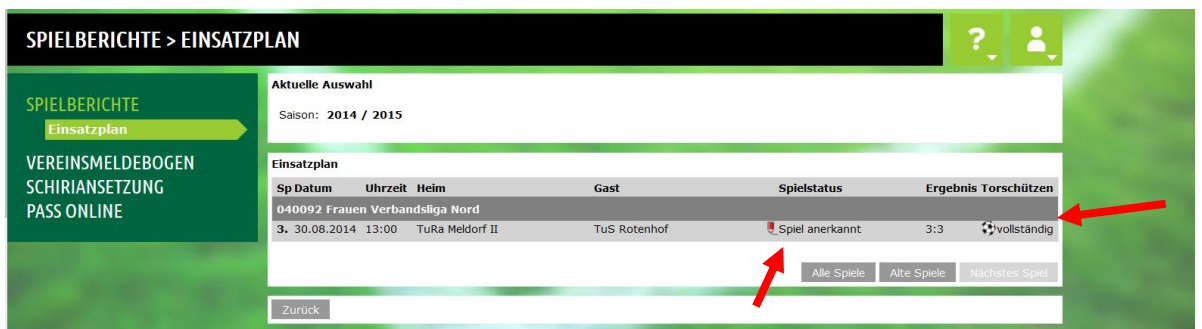 SPIELBERICHTE > EINSATZPLAN
?
SPIELBERICHTE
Einsatzplan
VEREINSMELDEBOGEN
SCHIRIANSETZUNG
PASS ONLINE
Aktuelle Auswahl
Saison: 2014 / 2015
Einsatzplan
Sp Datum Uhrzeit Heim Gast Spielstatus Ergebnis Torschützen
040092 Frauen Verbandsliga Nord
3. 30.08.2014 13:00 TuRa Meldorf II TuS Rotenhof Spiel anerkannt 3:3 vollständig
Alle Spiele Alte Spiele Nächstes Spiel
Zurück